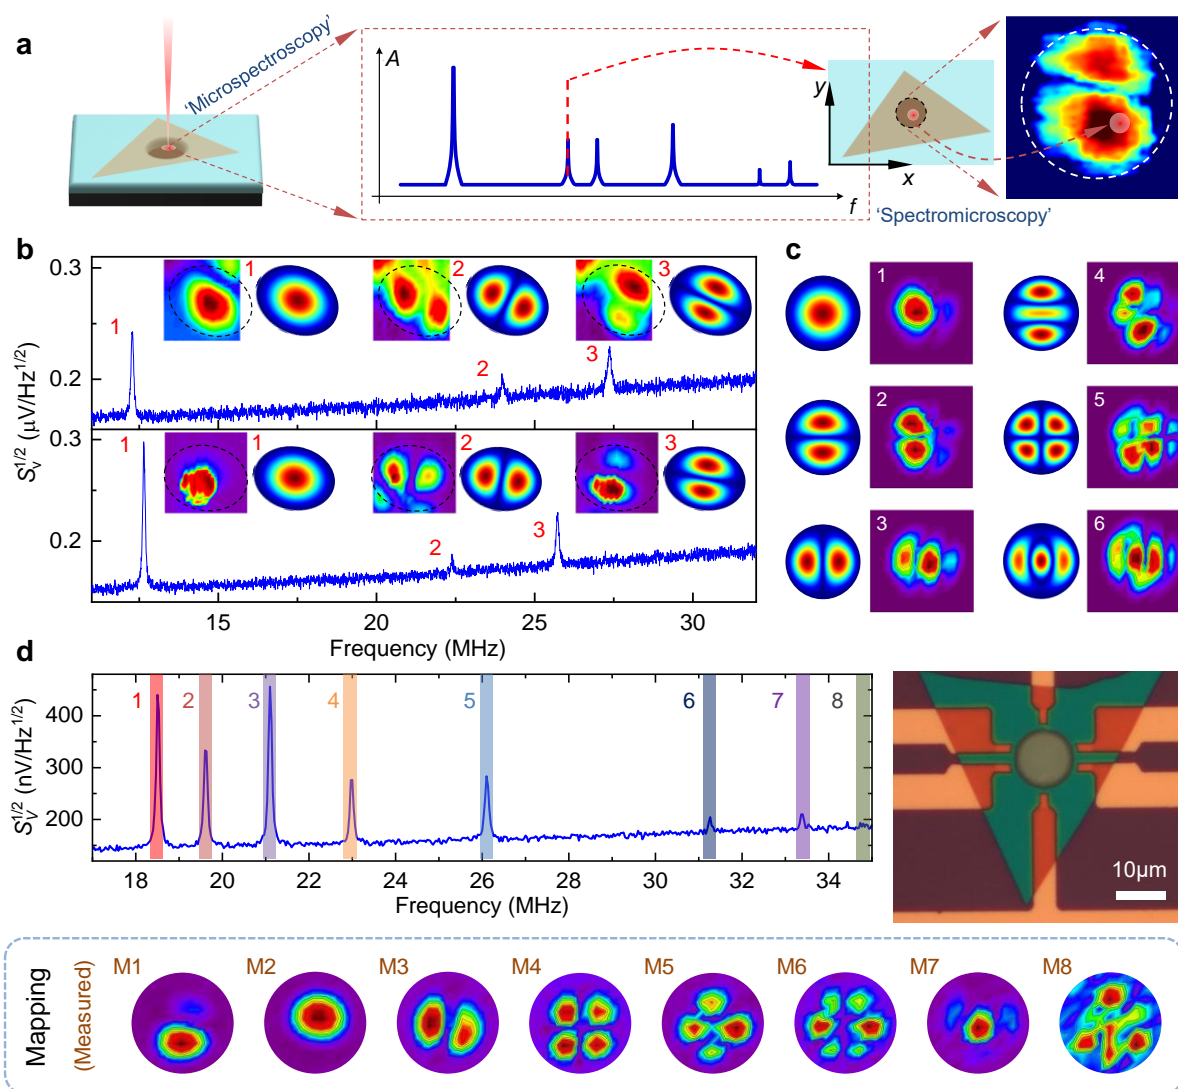 a
'Microspectroscopy'
A
f
y
x
'Spectromicroscopy'
b
0.3
0.2
0.3
0.2
S_V^1/2 (μV/Hz^1/2)
1
1
2
3
2
3
1
1
2
3
2
3
15
20
25
30
Frequency (MHz)
c
1
4
2
5
3
6
d
S_V^1/2 (nV/Hz^1/2)
400
300
200
1
2
3
4
5
6
7
8
18
20
22
24
26
28
30
32
34
Frequency (MHz)
10μm
Mapping
(Measured)
M1
M2
M3
M4
M5
M6
M7
M8